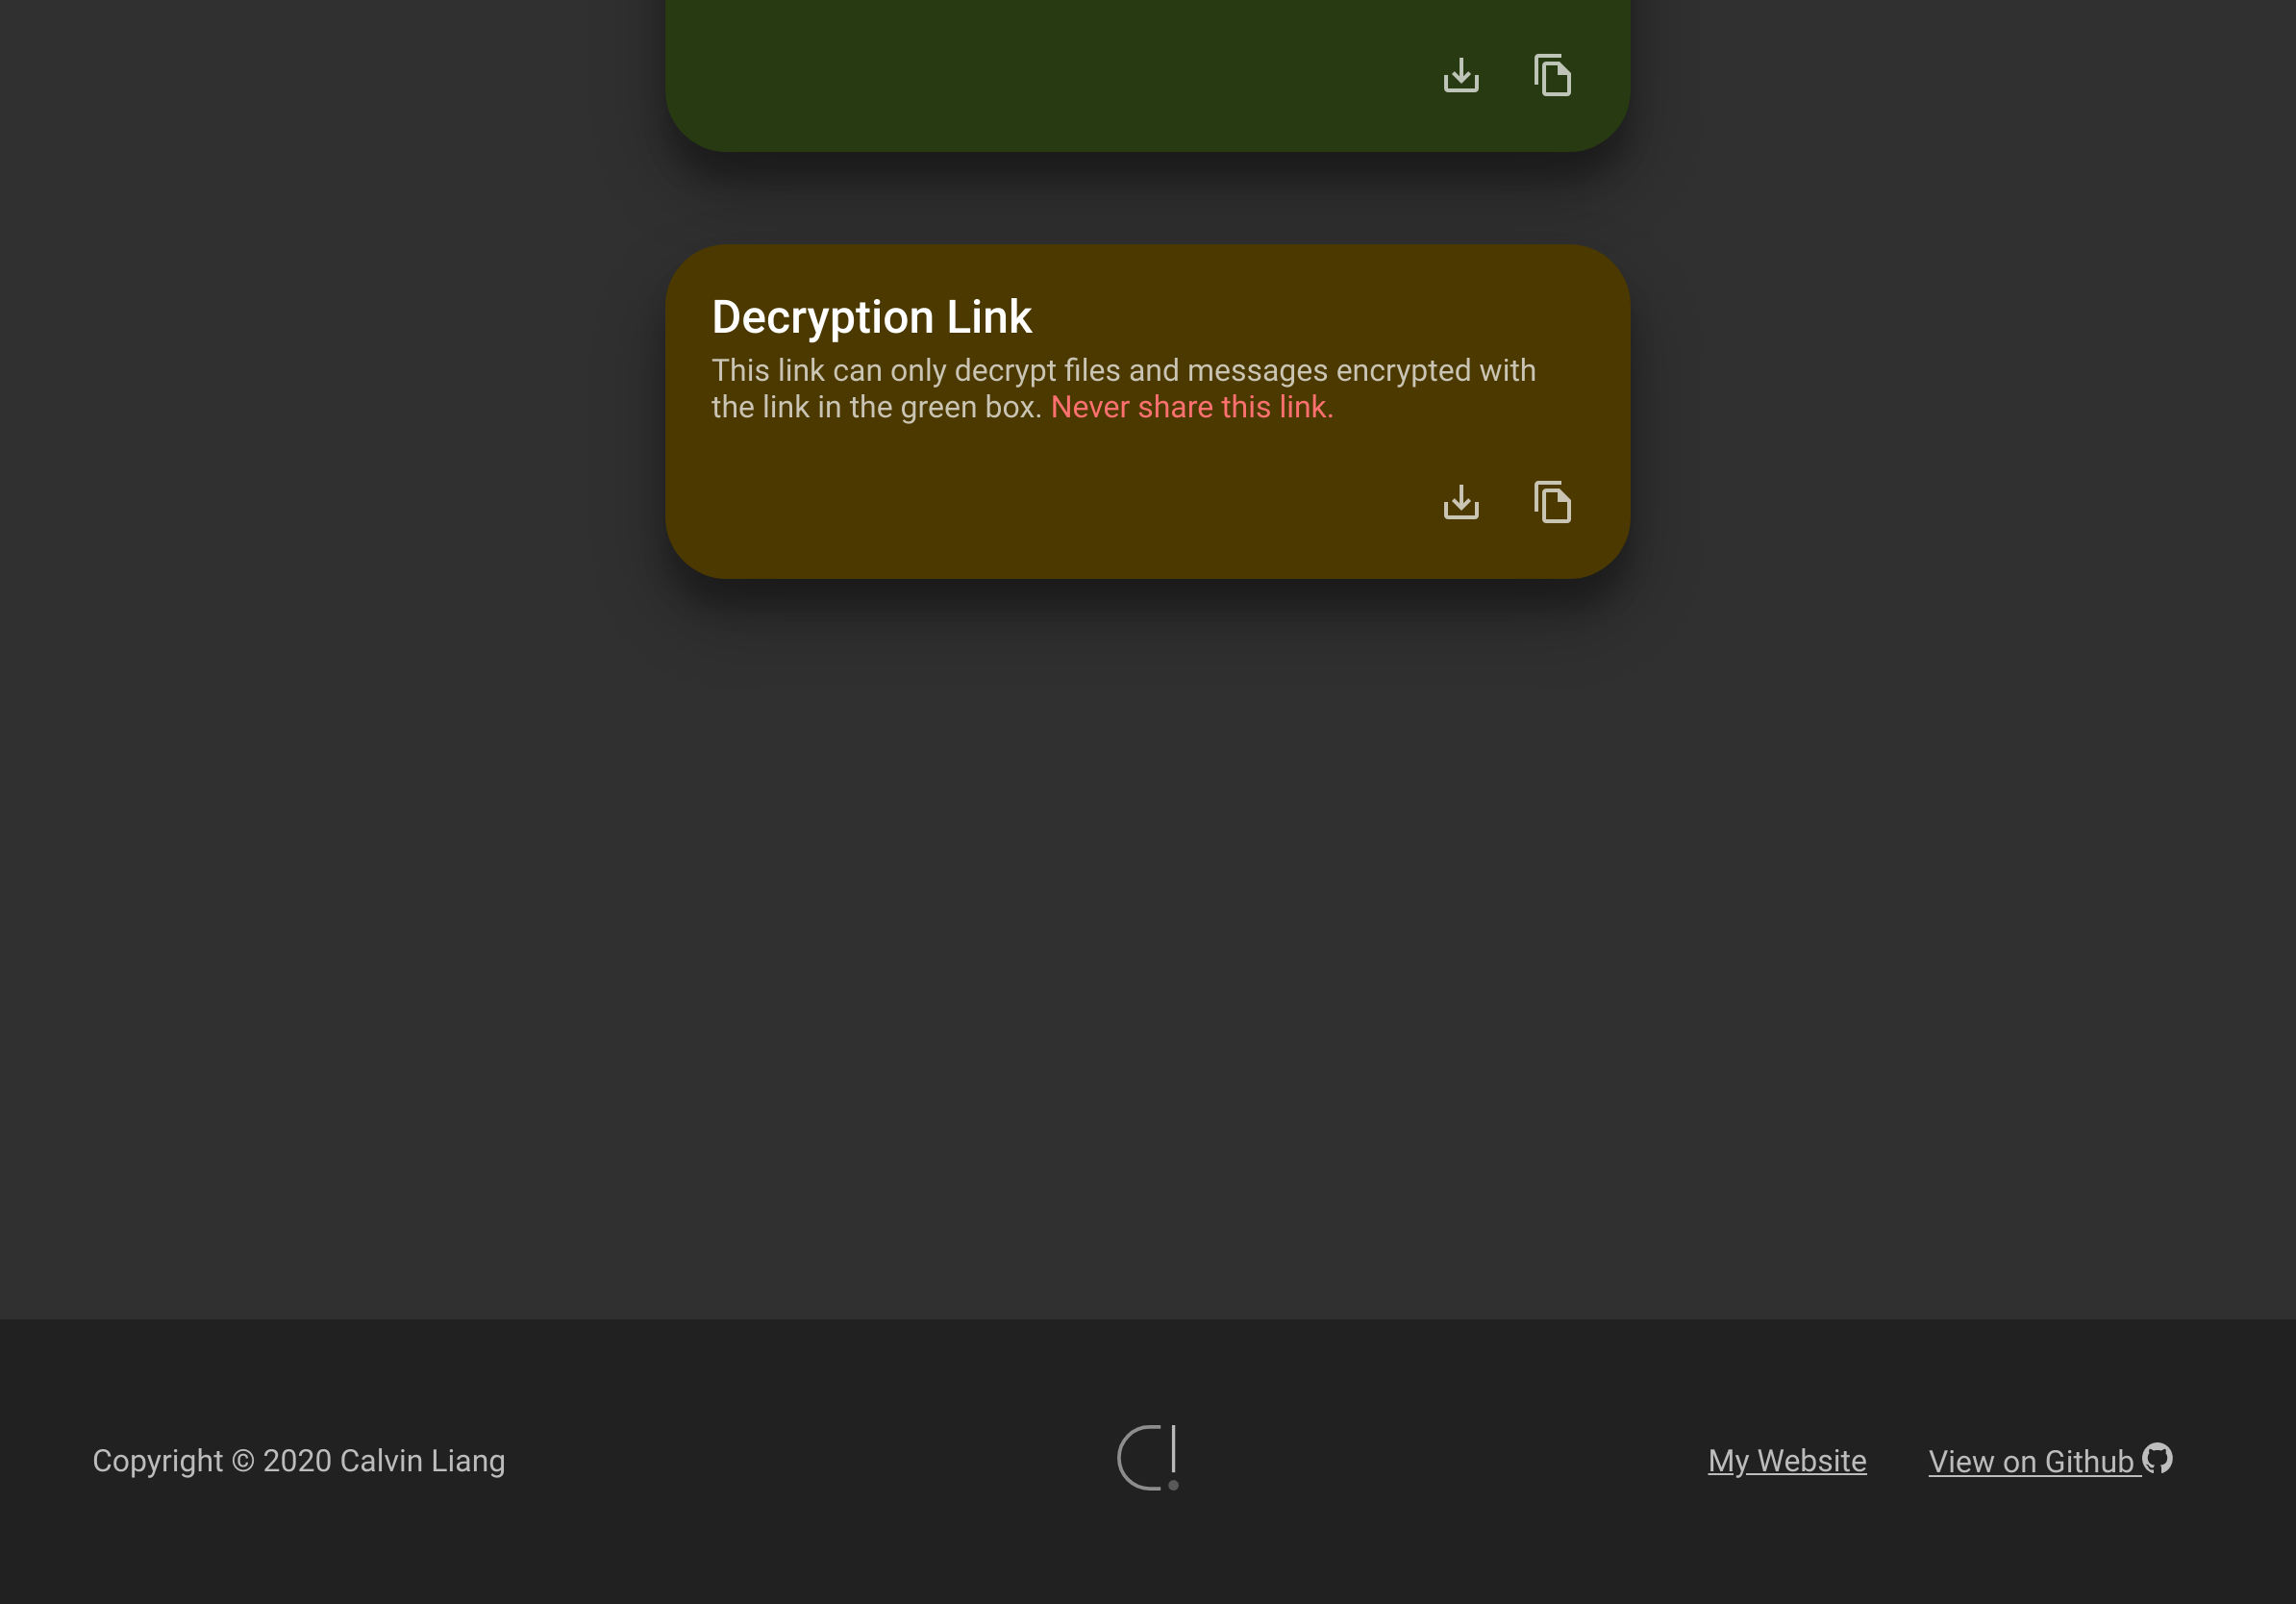 Decryption Link
This link can only decrypt files and messages encrypted with
the link in the green box. Never share this link.
Copyright © 2020 Calvin Liang
My Website
View on Github